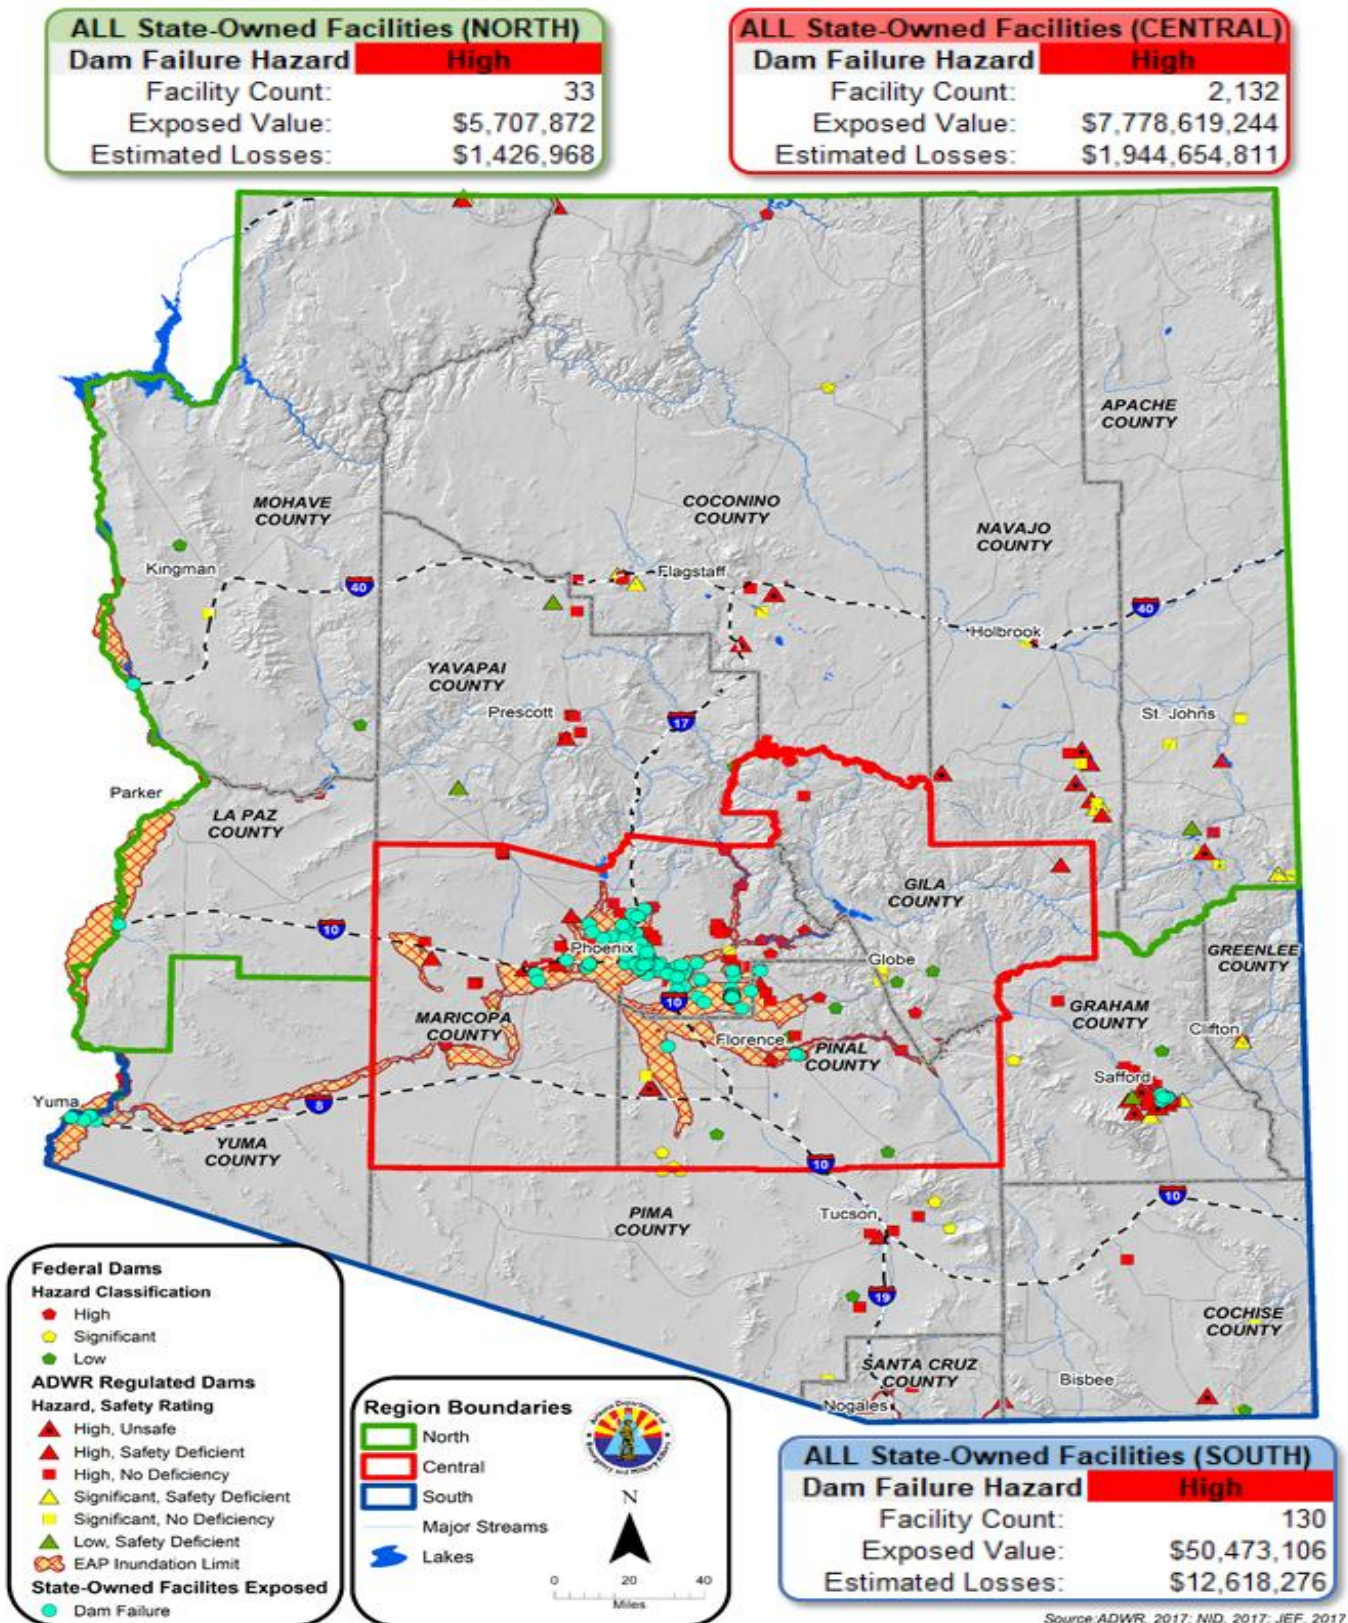 ALL State-Owned Facilities (NORTH)
Dam Failure Hazard High
Facility Count: 33
Exposed Value: $5,707,872
Estimated Losses: $1,426,968
ALL State-Owned Facilities (CENTRAL)
Dam Failure Hazard High
Facility Count: 2,132
Exposed Value: $7,778,619,244
Estimated Losses: $1,944,654,811
APACHE
COUNTY
MOHAVE
COUNTY
COCONINO
COUNTY
NAVAJO
COUNTY
Kingman
40
Flagstaff
40
Holbrook
YAVAPAI
COUNTY
Prescott
17
St. Johns
Parker
LA PAZ
COUNTY
GILA
COUNTY
10
Phoenix
Globe
GREENLEE
COUNTY
10
MARICOPA
COUNTY
GRAHAM
COUNTY
Clifton
Florence
PINAL
COUNTY
Safford
Yuma
8
YUMA
COUNTY
10
10
PIMA
COUNTY
Tucson
19
COCHISE
COUNTY
SANTA CRUZ
COUNTY
Bisbee
Nogales
Federal Dams
Hazard Classification
High
Significant
Low
ADWR Regulated Dams
Hazard, Safety Rating
High, Unsafe
High, Safety Deficient
High, No Deficiency
Significant, Safety Deficient
Significant, No Deficiency
Low, Safety Deficient
EAP Inundation Limit
State-Owned Facilites Exposed
Dam Failure
Region Boundaries
North
Central
South
Major Streams
Lakes
Arizona Department of
Emergency and Military Affairs
N
0 20 40
Miles
ALL State-Owned Facilities (SOUTH)
Dam Failure Hazard High
Facility Count: 130
Exposed Value: $50,473,106
Estimated Losses: $12,618,276
Source:ADWR, 2017; NID, 2017; JEF, 2017